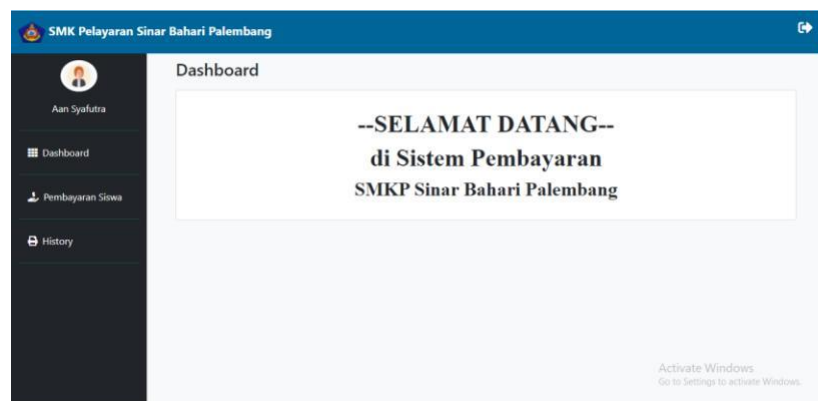 SMK Pelayaran Sinar Bahari Palembang
Aan Syafutra
Dashboard
Pembayaran Siswa
History
Dashboard
--SELAMAT DATANG--
di Sistem Pembayaran
SMKP Sinar Bahari Palembang
Activate Windows
Go to Settings to activate Windows.